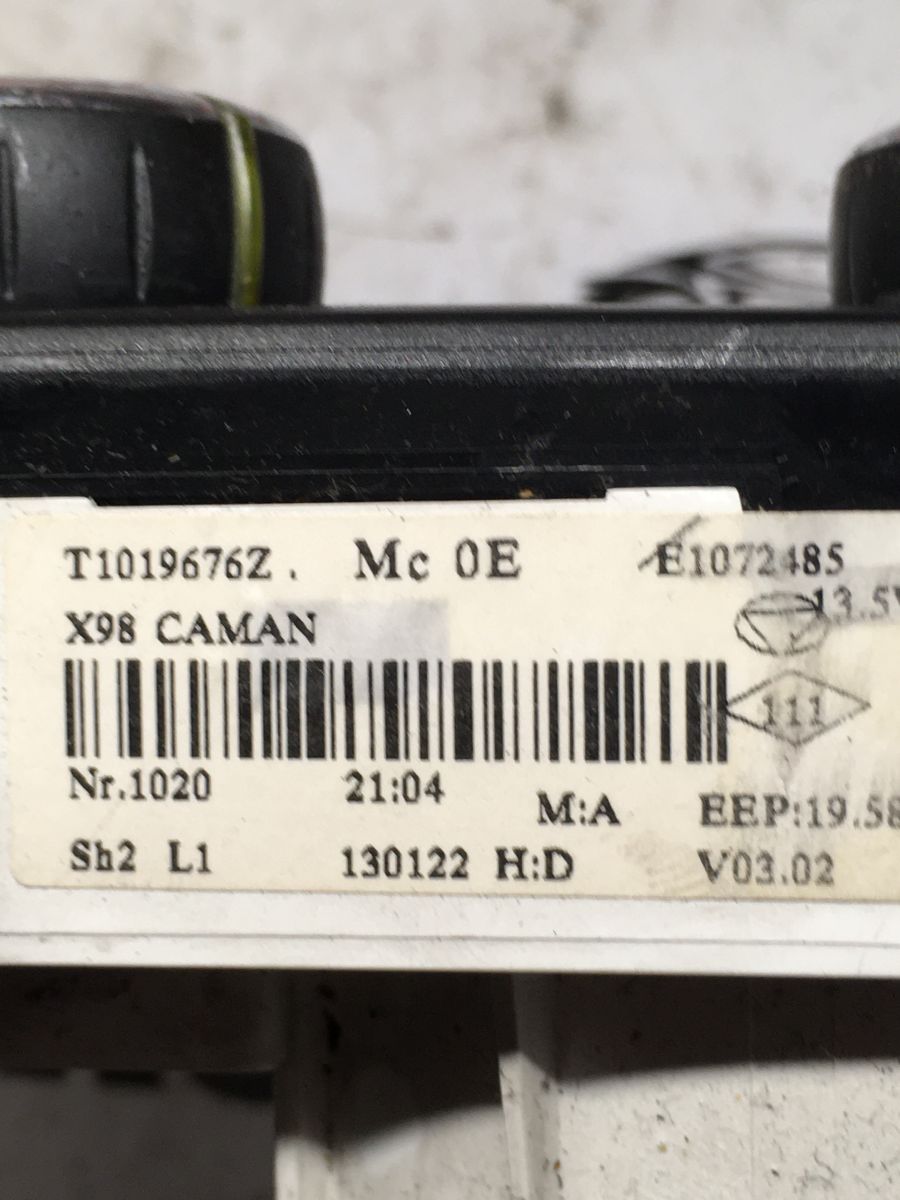 T1019676Z . Mc 0E E1072485
X98 CAMAN 13.5V
111
Nr.1020 21:04 M:A EEP:19.58
Sh2 L1 130122 H:D V03.02